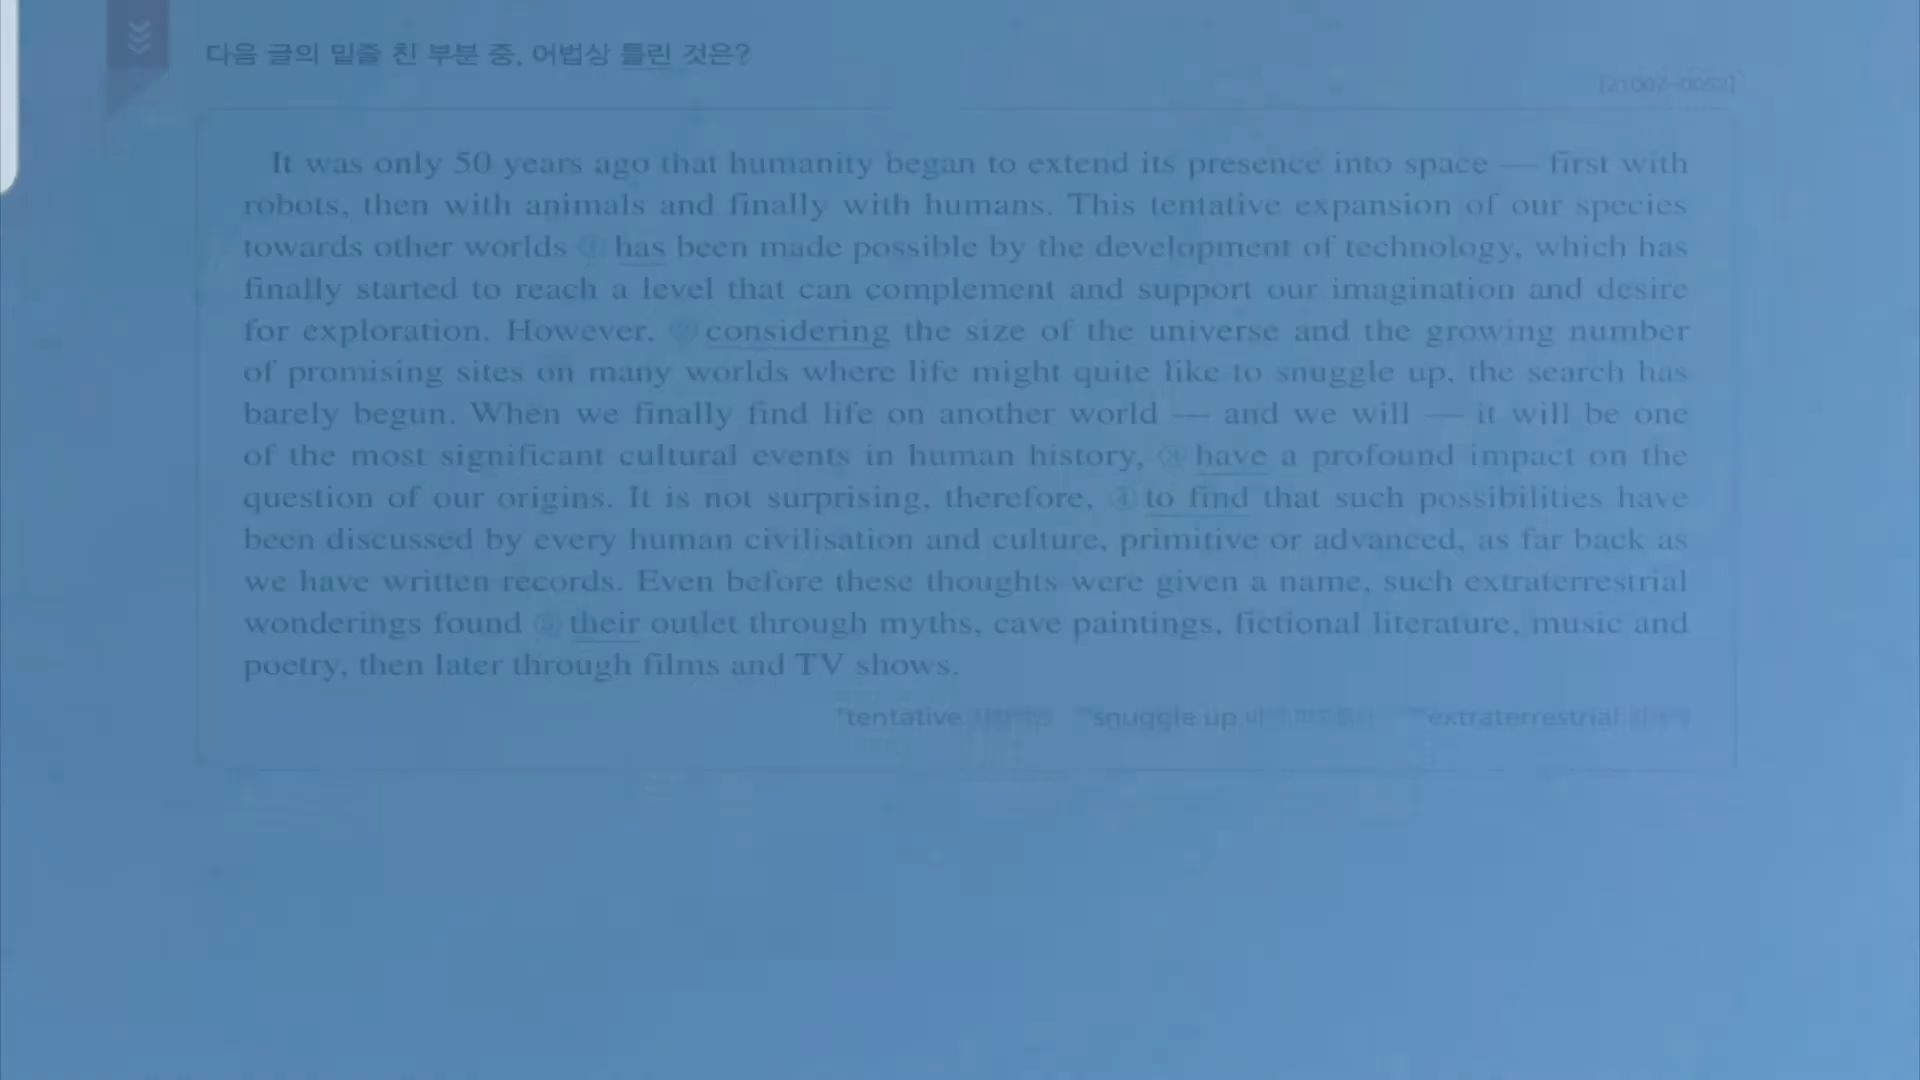 다음 글의 밑줄 친 부분 중, 어법상 틀린 것은?
[21007-0052]
It was only 50 years ago that humanity began to extend its presence into space — first with
robots, then with animals and finally with humans. This tentative expansion of our species
towards other worlds ① has been made possible by the development of technology, which has
finally started to reach a level that can complement and support our imagination and desire
for exploration. However, ② considering the size of the universe and the growing number
of promising sites on many worlds where life might quite like to snuggle up, the search has
barely begun. When we finally find life on another world — and we will — it will be one
of the most significant cultural events in human history, ③ have a profound impact on the
question of our origins. It is not surprising, therefore, ④ to find that such possibilities have
been discussed by every human civilisation and culture, primitive or advanced, as far back as
we have written records. Even before these thoughts were given a name, such extraterrestrial
wonderings found ⑤ their outlet through myths, cave paintings, fictional literature, music and
poetry, then later through films and TV shows.
*tentative **snuggle up ***extraterrestrial